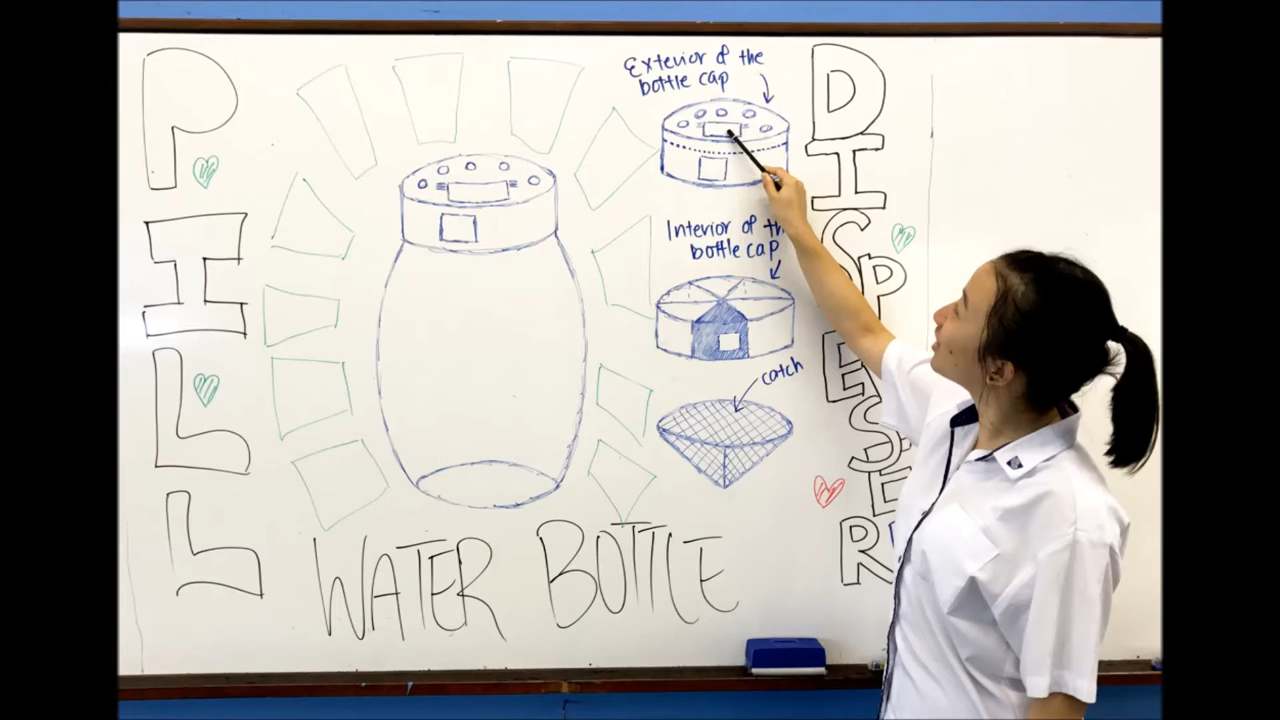 PILL
DISPENSER
Exterior of the
bottle cap
Interior of the
bottle cap
catch
WATER BOTTLE